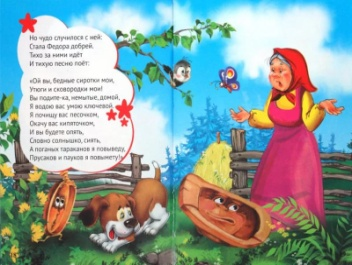 Но чудо случилося с ней:
Стала Федора добрей.
Тихо за ними идёт
И тихую песню поёт:
«Ой вы, бедные сиротки мои,
Утюги и сковородки мои!
Вы подите-ка, немытые, домой,
Я водою вас умою ключевой.
Я почищу вас песочком,
Окачу вас кипяточком,
И вы будете опять,
Словно солнышко, сиять,
А поганых тараканов я повыведу,
Прусаков и пауков я повымету!»